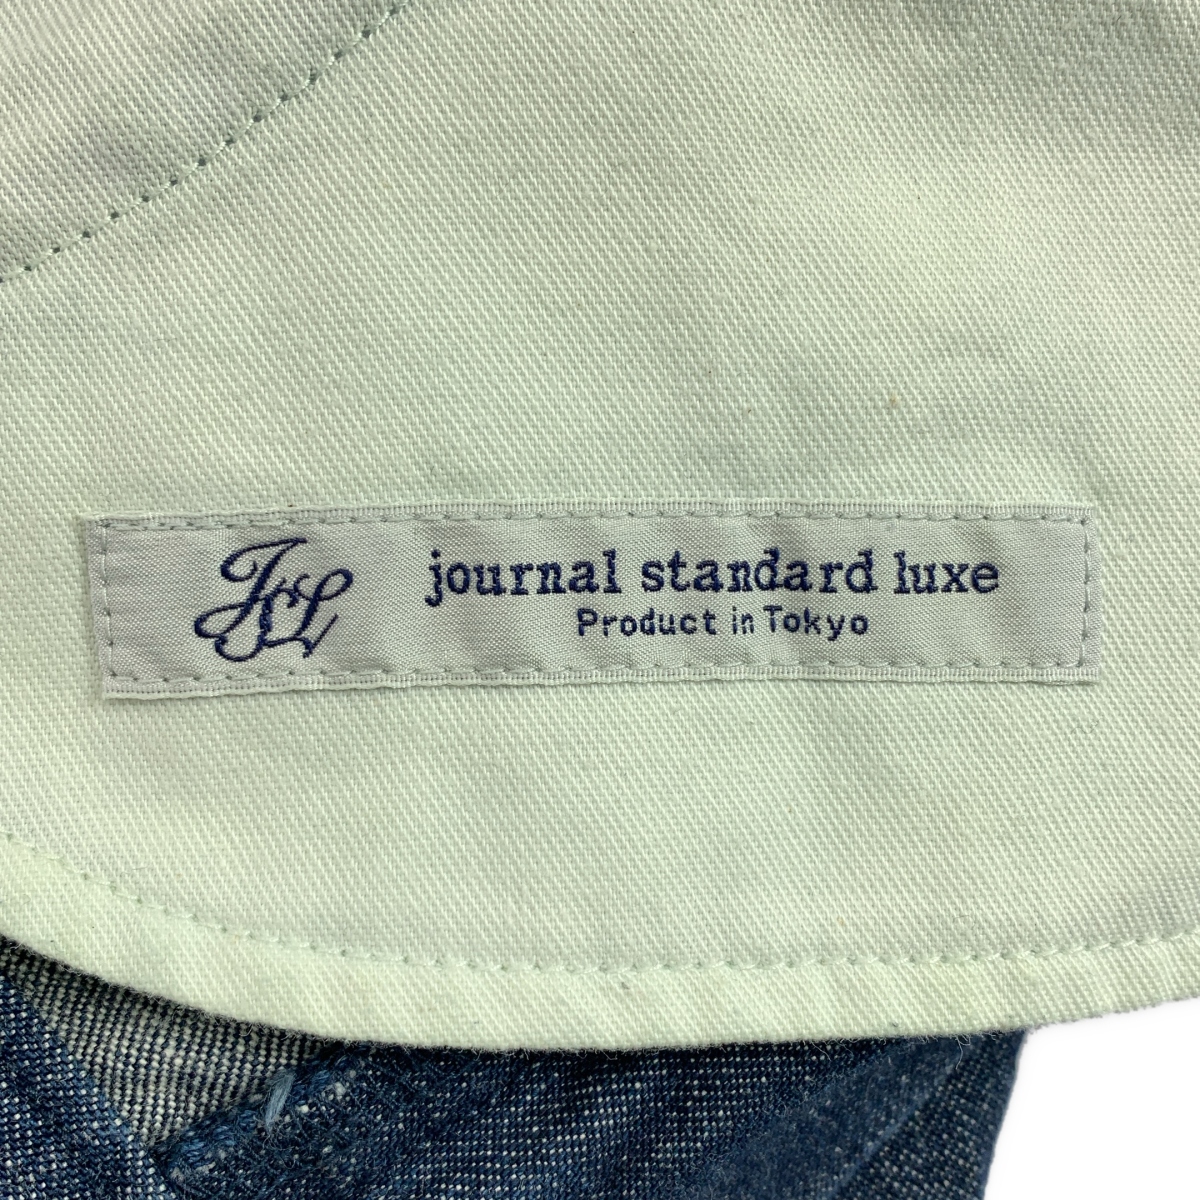 JSL
journal standard luxe
Product in Tokyo